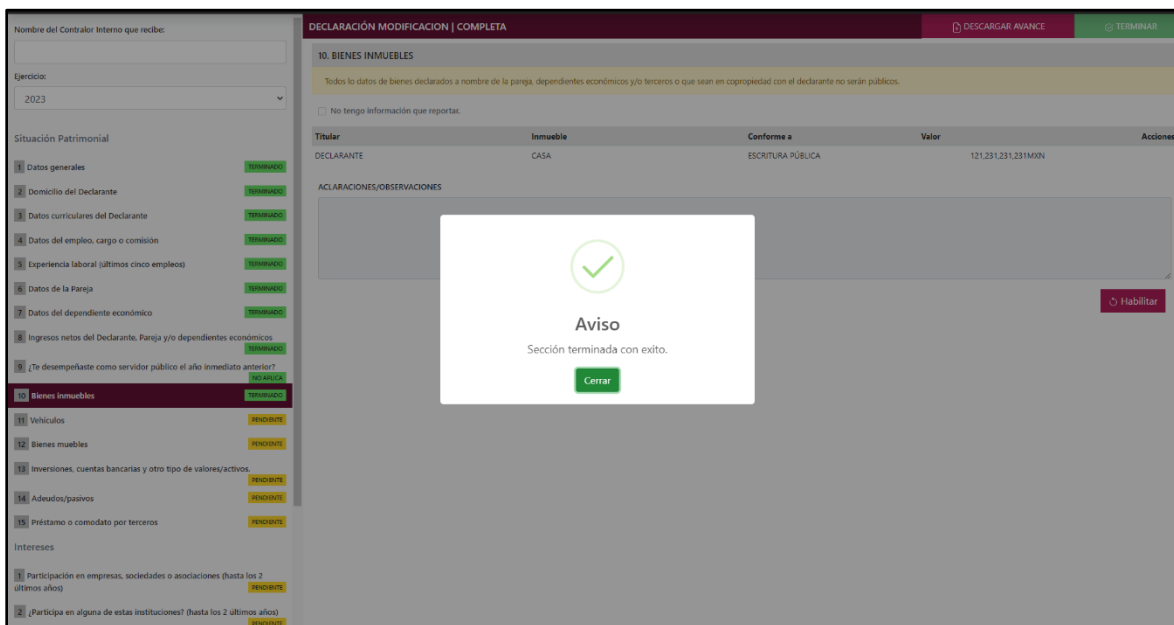 Nombre del Contralor Interno que recibe:
Ejercicio:
2023
Situación Patrimonial
1 Datos generales TERMINADO
2 Domicilio del Declarante TERMINADO
3 Datos curriculares del Declarante TERMINADO
4 Datos del empleo, cargo o comisión TERMINADO
5 Experiencia laboral (últimos cinco empleos) TERMINADO
6 Datos de la Pareja TERMINADO
7 Datos del dependiente económico TERMINADO
8 Ingresos netos del Declarante, Pareja y/o dependientes económicos
TERMINADO
9 ¿Te desempeñaste como servidor público el año inmediato anterior?
NO APLICA
10 Bienes inmuebles TERMINADO
11 Vehículos PENDIENTE
12 Bienes muebles PENDIENTE
13 Inversiones, cuentas bancarias y otro tipo de valores/activos.
PENDIENTE
14 Adeudos/pasivos PENDIENTE
15 Préstamo o comodato por terceros PENDIENTE
Intereses
1 Participación en empresas, sociedades o asociaciones (hasta los 2
últimos años) PENDIENTE
2 ¿Participa en alguna de estas instituciones? (hasta los 2 últimos años)
PENDIENTE
DECLARACIÓN MODIFICACION | COMPLETA DESCARGAR AVANCE TERMINAR
10. BIENES INMUEBLES
Todos lo datos de bienes declarados a nombre de la pareja, dependientes económicos y/o terceros o que sean en copropiedad con el declarante no serán públicos.
No tengo información que reportar.
Titular Inmueble Conforme a Valor Acciones
DECLARANTE CASA ESCRITURA PÚBLICA 121,231,231,231MXN
ACLARACIONES/OBSERVACIONES
Habilitar
Aviso
Sección terminada con exito.
Cerrar